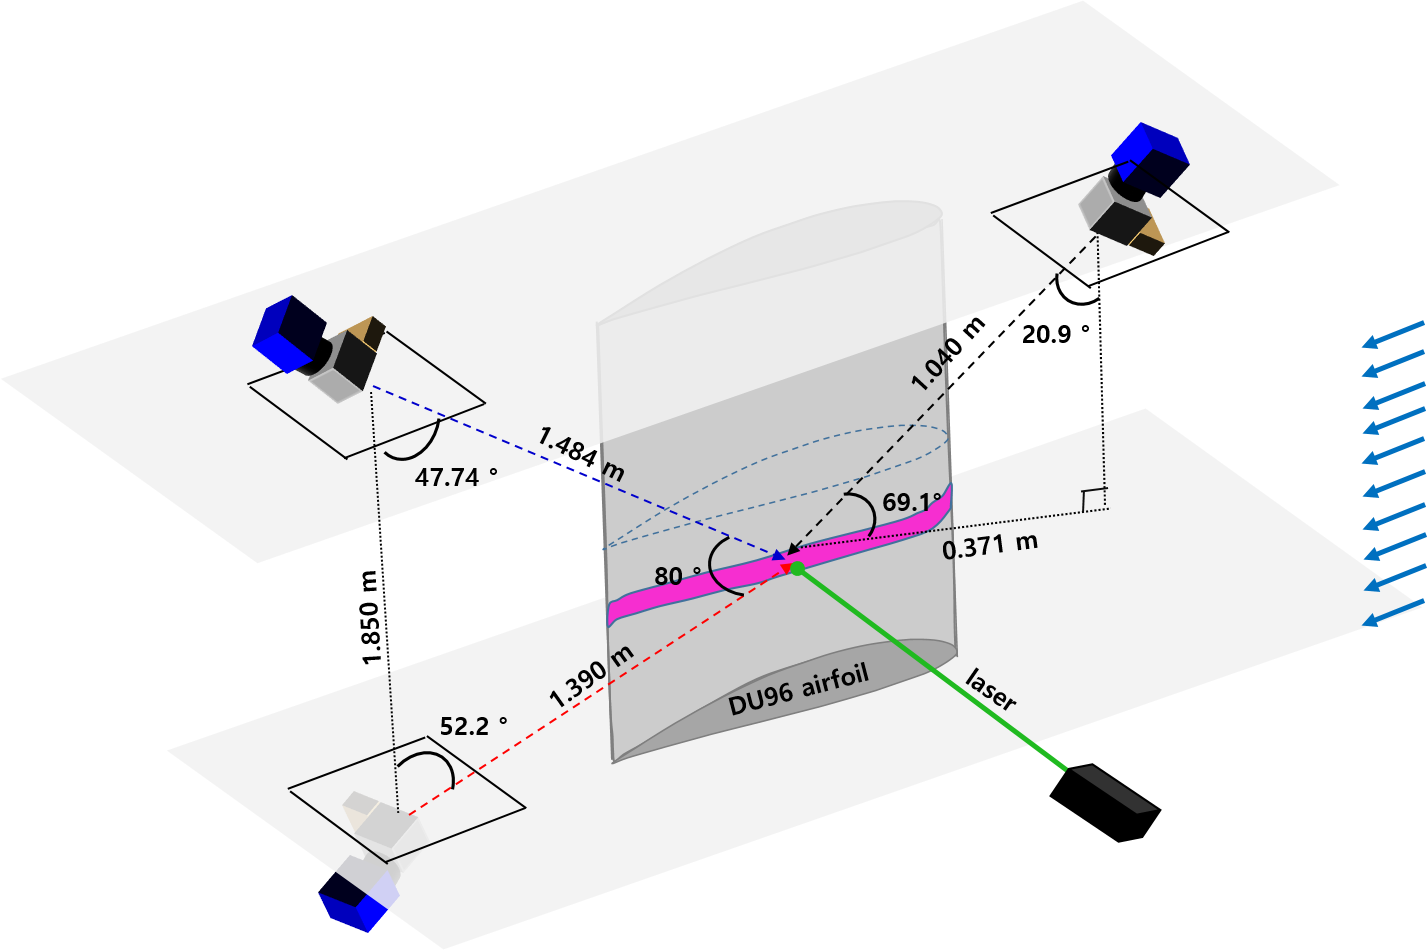 20.9 °
1.040 m
1.484 m
47.74 °
69.1°
0.371 m
80 °
1.850 m
1.390 m
DU96 airfoil
laser
52.2 °